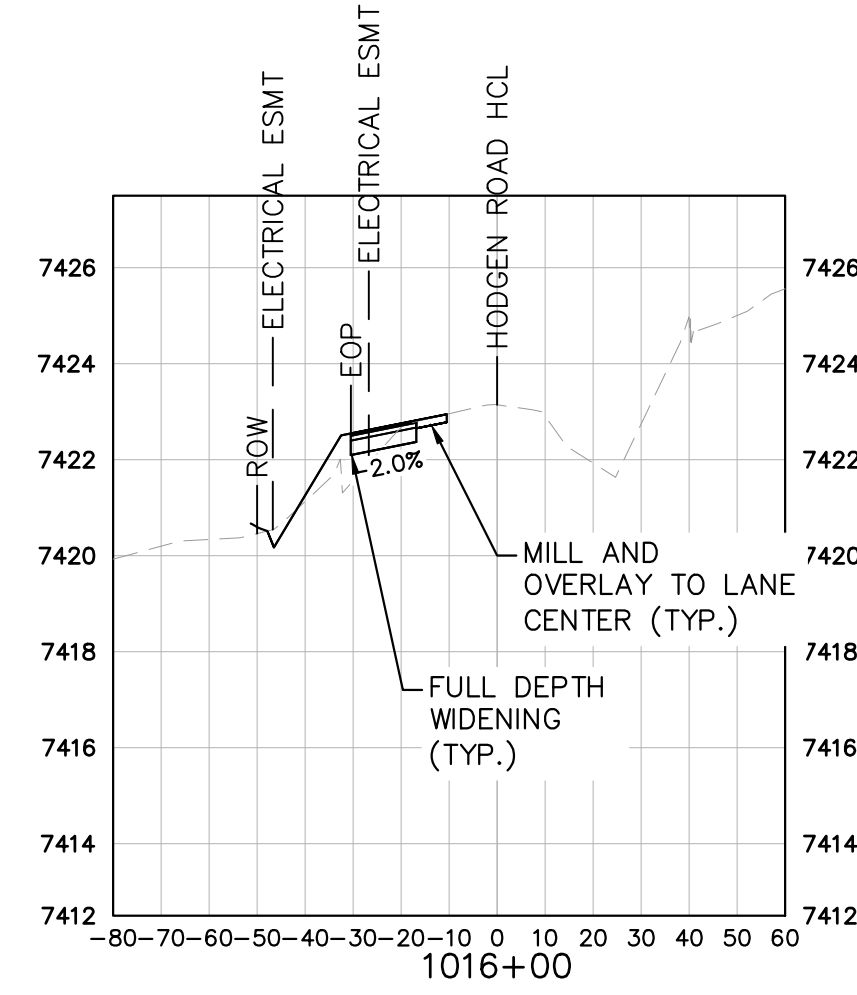 ELECTRICAL ESMT
ELECTRICAL ESMT
HODGEN ROAD HCL
ROW
EOP
7426
7426
7424
7424
7422
7422
-2.0%
7420
7420
MILL AND
OVERLAY TO LANE
CENTER (TYP.)
7418
7418
FULL DEPTH
WIDENING
(TYP.)
7416
7416
7414
7414
7412
7412
-80 -70 -60 -50 -40 -30 -20 -10 0 10 20 30 40 50 60
1016+00